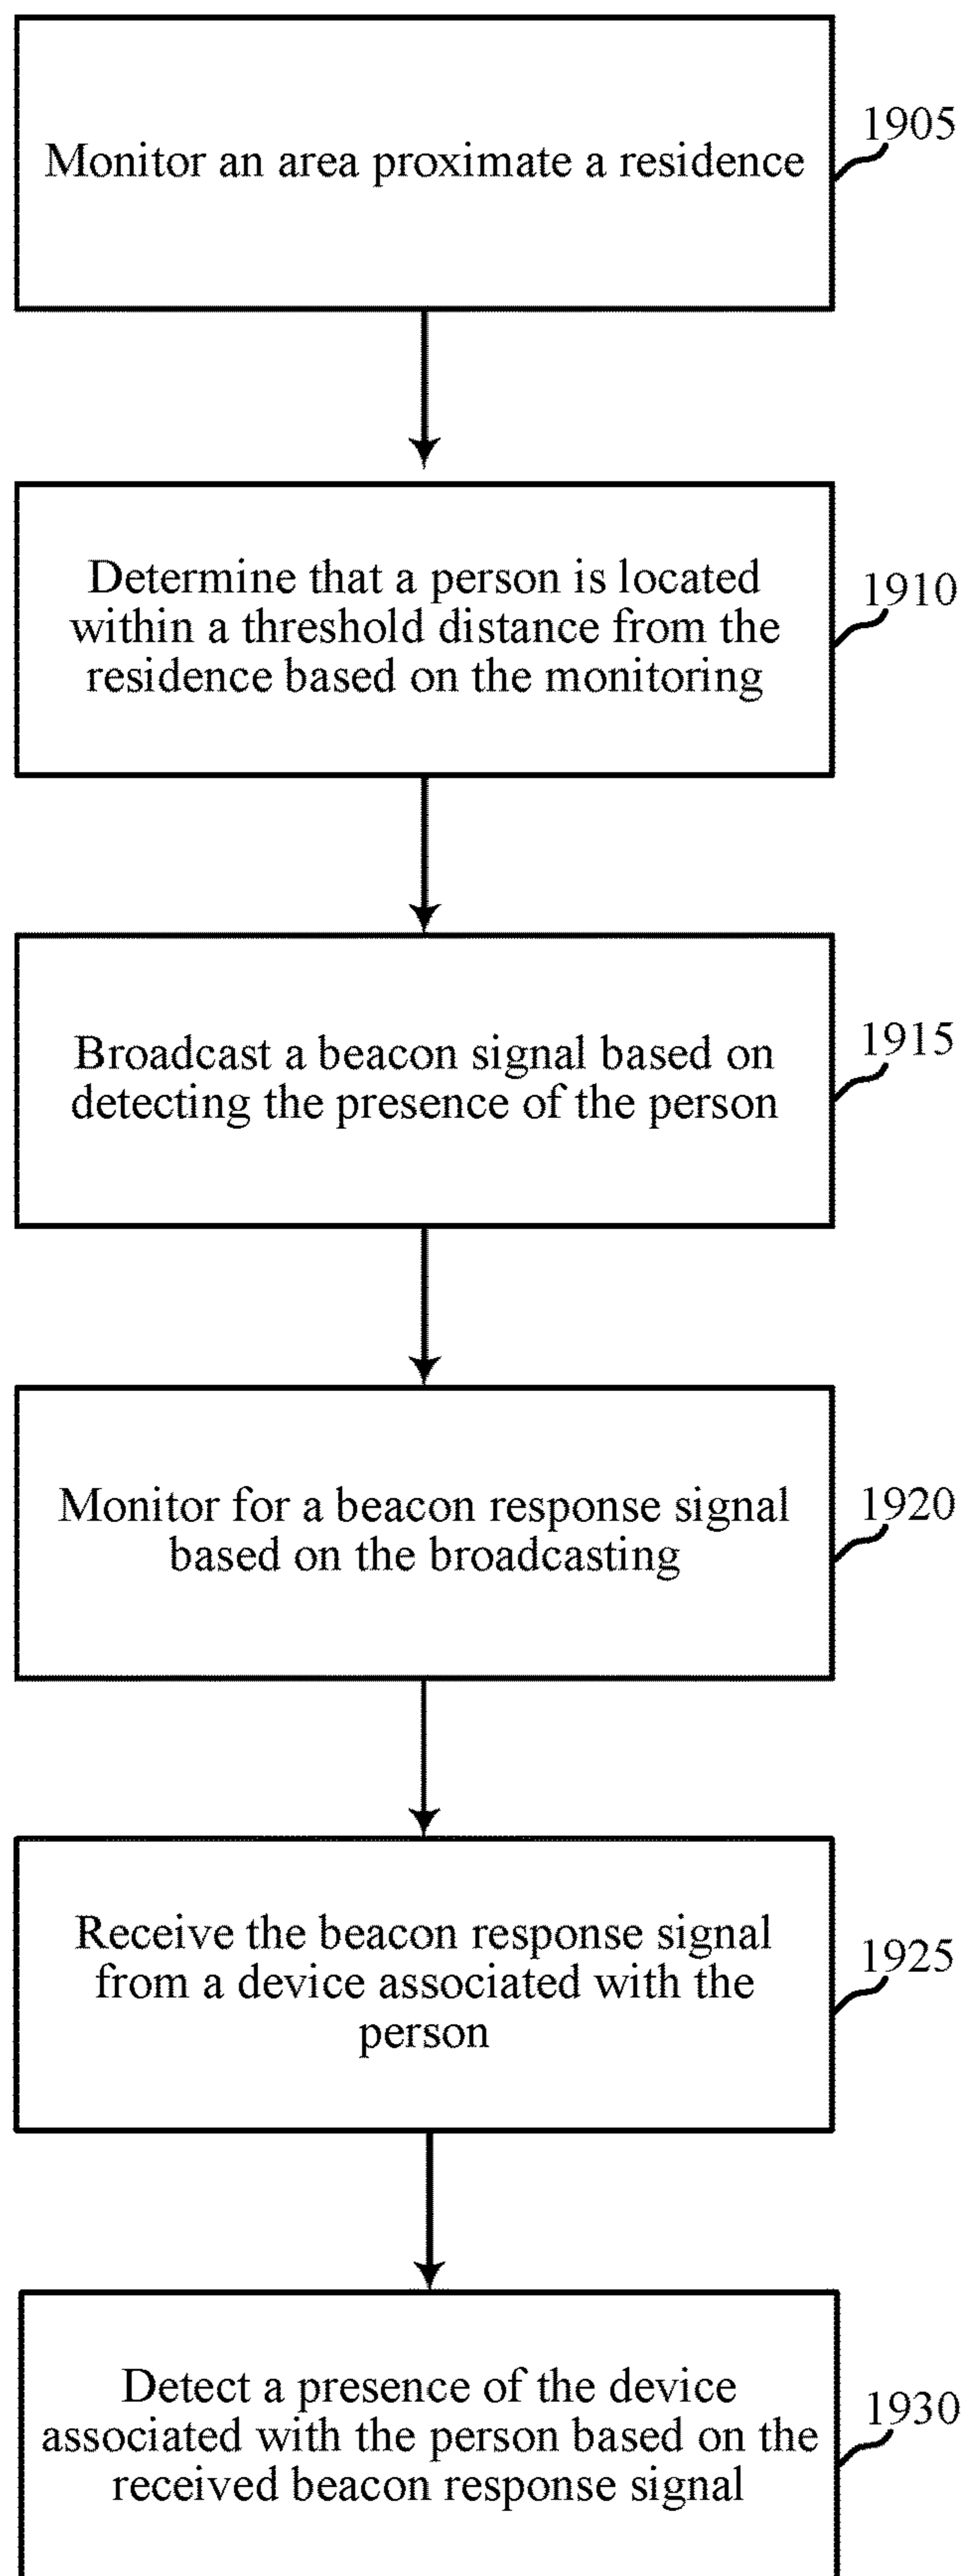 Monitor an area proximate a residence
1905
Determine that a person is located
within a threshold distance from the
residence based on the monitoring
1910
Broadcast a beacon signal based on
detecting the presence of the person
1915
Monitor for a beacon response signal
based on the broadcasting
1920
Receive the beacon response signal
from a device associated with the
person
1925
Detect a presence of the device
associated with the person based on the
received beacon response signal
1930